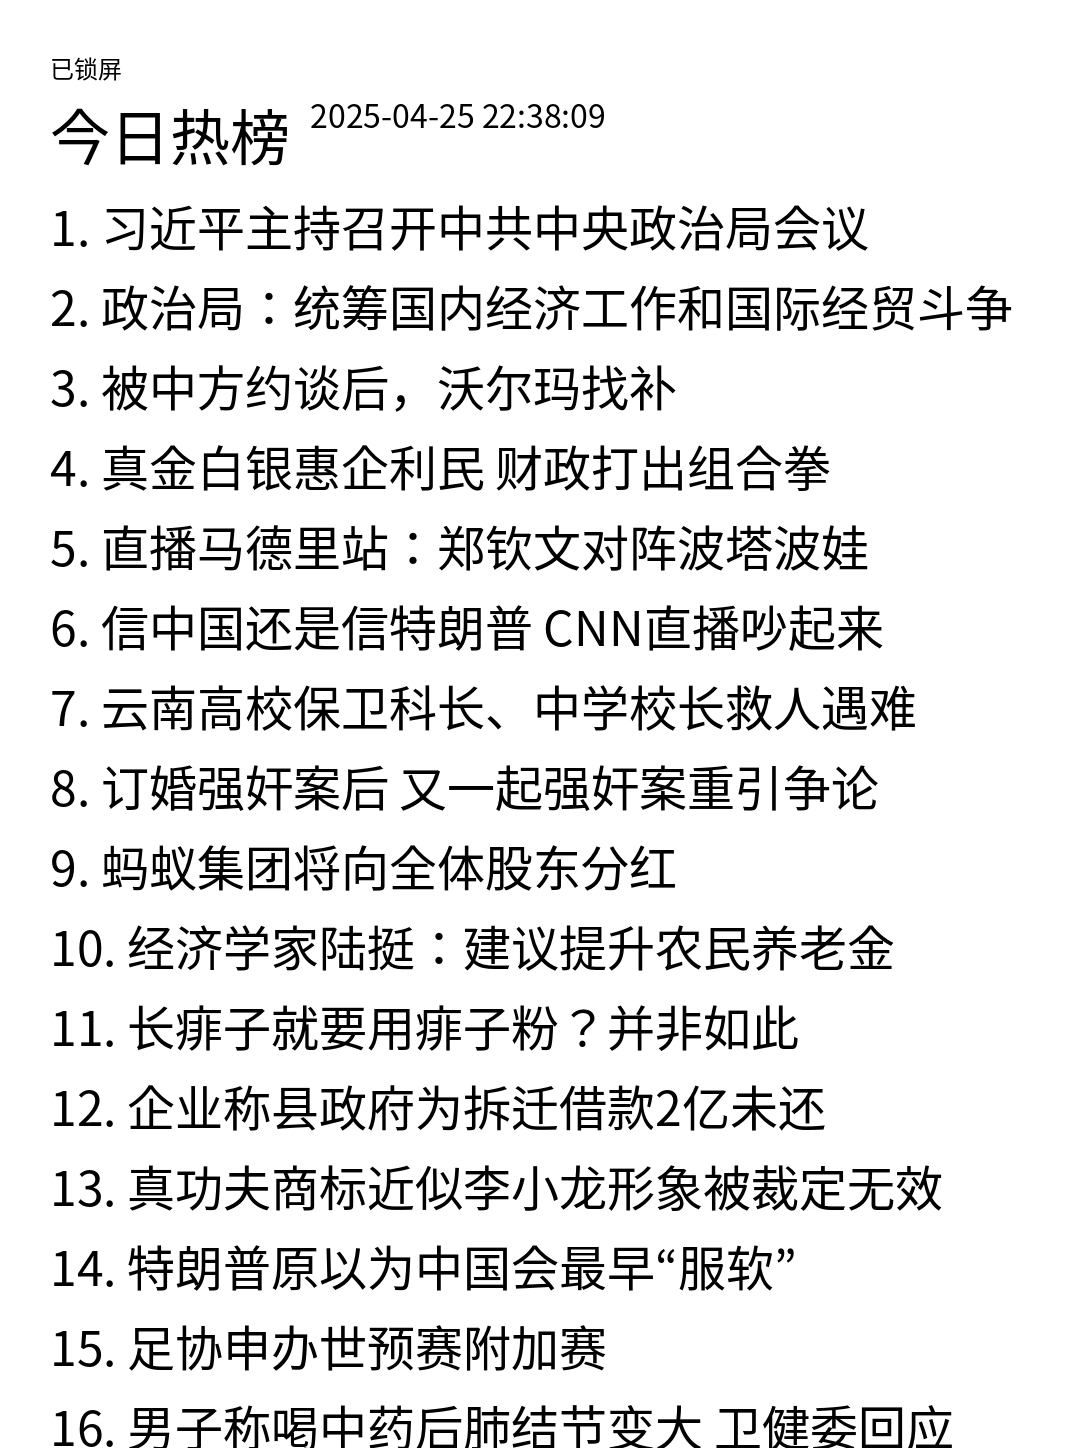 已锁屏
今日热榜 2025-04-25 22:38:09
1. 习近平主持召开中共中央政治局会议
2. 政治局：统筹国内经济工作和国际经贸斗争
3. 被中方约谈后，沃尔玛找补
4. 真金白银惠企利民 财政打出组合拳
5. 直播马德里站：郑钦文对阵波塔波娃
6. 信中国还是信特朗普 CNN直播吵起来
7. 云南高校保卫科长、中学校长救人遇难
8. 订婚强奸案后 又一起强奸案重引争论
9. 蚂蚁集团将向全体股东分红
10. 经济学家陆挺：建议提升农民养老金
11. 长痱子就要用痱子粉？并非如此
12. 企业称县政府为拆迁借款2亿未还
13. 真功夫商标近似李小龙形象被裁定无效
14. 特朗普原以为中国会最早“服软”
15. 足协申办世预赛附加赛
16. 男子称喝中药后肺结节变大 卫健委回应